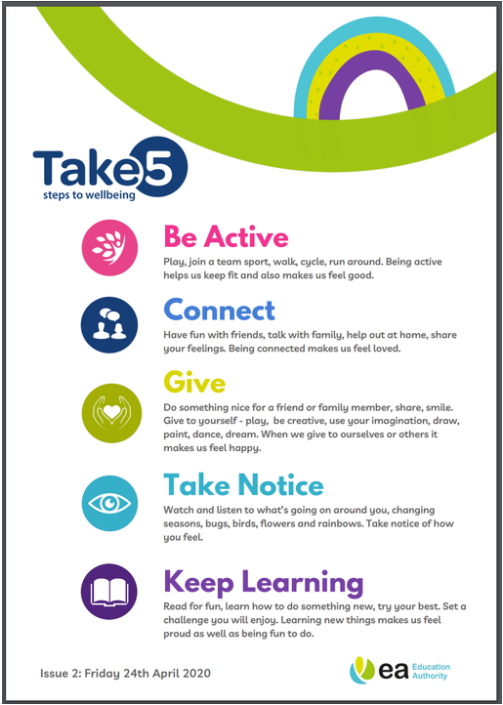 Take5
steps to wellbeing
Be Active
Play, join a team sport, walk, cycle, run around. Being active
helps us keep fit and also makes us feel good.
Connect
Have fun with friends, talk with family, help out at home, share
your feelings. Being connected makes us feel loved.
Give
Do something nice for a friend or family member, share, smile.
Give to yourself - play, be creative, use your imagination, draw,
paint, dance, dream. When we give to ourselves or others it
makes us feel happy.
Take Notice
Watch and listen to what's going on around you, changing
seasons, bugs, birds, flowers and rainbows. Take notice of how
you feel.
Keep Learning
Read for fun, learn how to do something new, try your best. Set a
challenge you will enjoy. Learning new things makes us feel
proud as well as being fun to do.
Issue 2: Friday 24th April 2020
ea Education
Authority